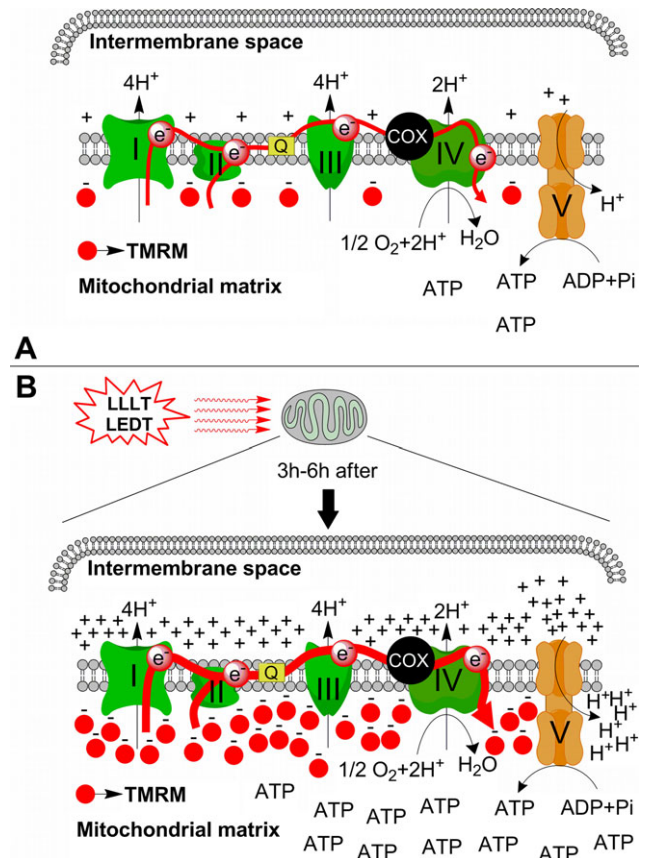 Intermembrane space
4H+ 4H+ 2H+
+ + + + + + + +
I e- II e- Q III e- COX IV e- V
- - - - - - -
H+
1/2 O2+2H+ H2O
TMRM
Mitochondrial matrix
ATP ATP ADP+Pi
ATP
A
B
LLLT
LEDT
3h-6h after
Intermembrane space
4H+ 4H+ 2H+
I e- II e- Q III e- COX IV e- V
H+ H+
H+
H+
H+ H+
1/2 O2+2H+ H2O
TMRM
ATP ATP ADP+Pi
ATP ATP ATP ATP
Mitochondrial matrix
ATP ATP ATP ATP ATP ATP